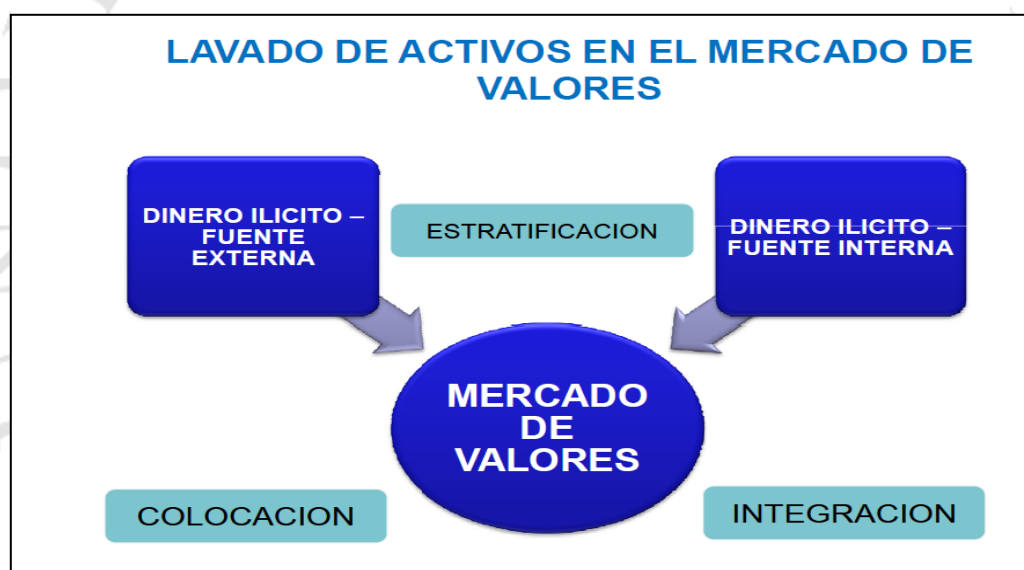 LAVADO DE ACTIVOS EN EL MERCADO DE
VALORES
DINERO ILICITO –
FUENTE
EXTERNA
ESTRATIFICACION
DINERO ILICITO –
FUENTE INTERNA
MERCADO
DE
VALORES
COLOCACION
INTEGRACION